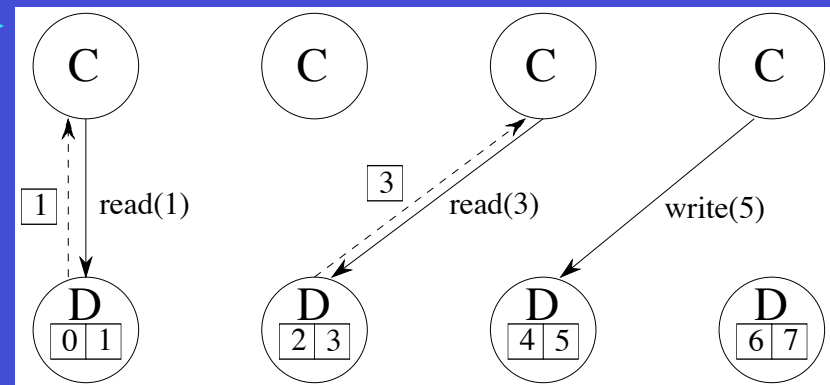 C C C C
3
1 read(1) read(3) write(5)
D D D D
0 1 2 3 4 5 6 7